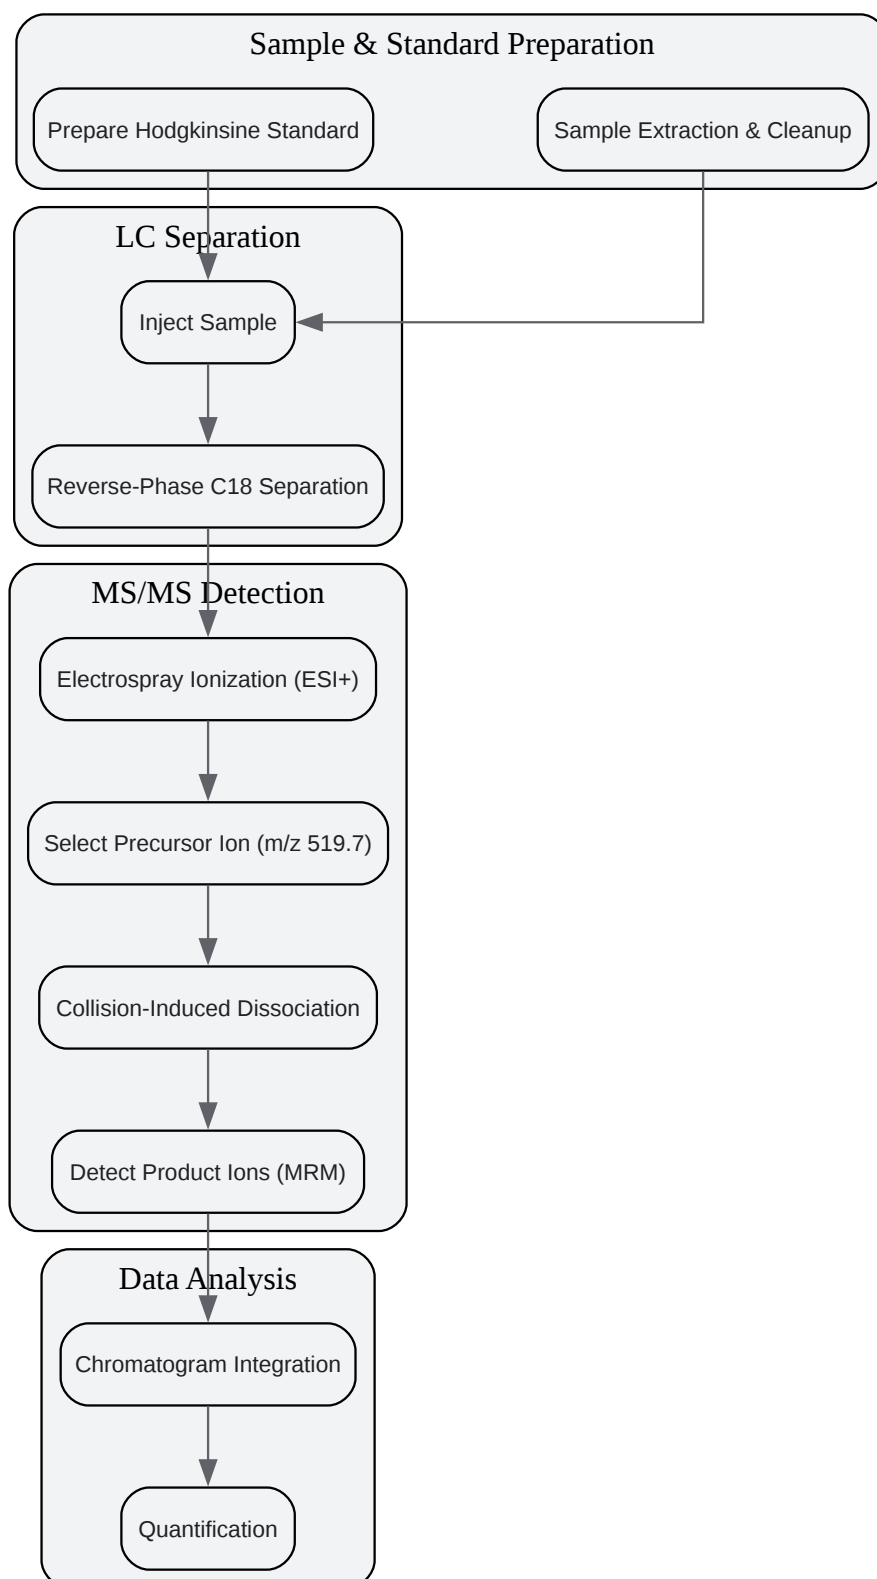 Sample & Standard Preparation
Prepare Hodgkinsine Standard
Sample Extraction & Cleanup
LC Separation
Inject Sample
Reverse-Phase C18 Separation
MS/MS Detection
Electrospray Ionization (ESI+)
Select Precursor Ion (m/z 519.7)
Collision-Induced Dissociation
Detect Product Ions (MRM)
Data Analysis
Chromatogram Integration
Quantification